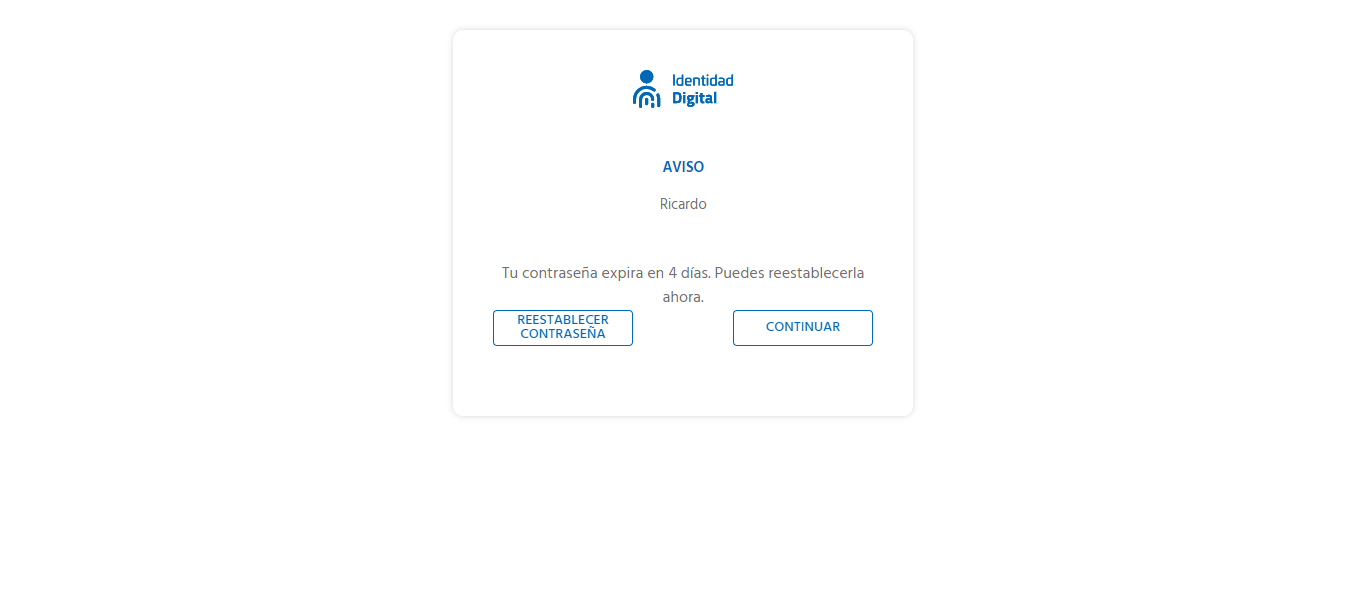 Identidad
Digital
AVISO
Ricardo
Tu contraseña expira en 4 días. Puedes reestablecerla
ahora.
REESTABLECER
CONTRASEÑA
CONTINUAR